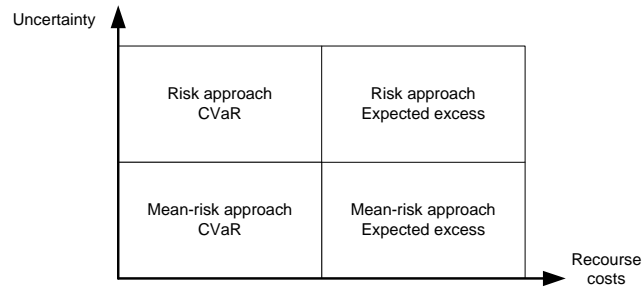 Uncertainty
Risk approach
CVaR
Risk approach
Expected excess
Mean-risk approach
CVaR
Mean-risk approach
Expected excess
Recourse
costs